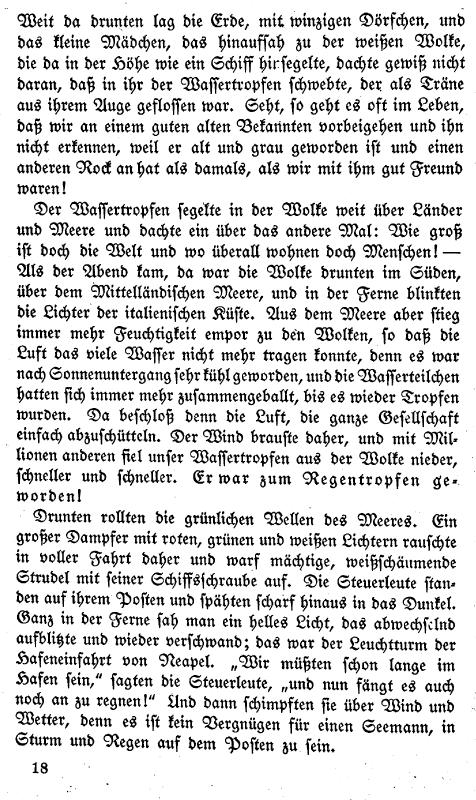 Weit da drunten lag die Erde, mit winzigen Dörfchen, und
das kleine Mädchen, das hinaufsah zu der weißen Wolke,
die da in der Höhe wie ein Schiff hinsegelte, dachte gewiß nicht
daran, daß in ihr der Wassertropfen schwebte, der als Träne
aus ihrem Auge geflossen war. Seht, so geht es oft im Leben,
daß wir an einem guten alten Bekannten vorbeigehen und ihn
nicht erkennen, weil er alt und grau geworden ist und einen
anderen Rock an hat als damals, als wir mit ihm gut Freund
waren!
Der Wassertropfen segelte in der Wolke weit über Länder
und Meere und dachte ein über das andere Mal: Wie groß
ist doch die Welt und wo überall wohnen doch Menschen! —
Als der Abend kam, da war die Wolke drunten im Süden,
über dem Mittelländischen Meere, und in der Ferne blinkten
die Lichter der italienischen Küste. Aus dem Meere aber stieg
immer mehr Feuchtigkeit empor zu den Wolken, so daß die
Luft das viele Wasser nicht mehr tragen konnte, denn es war
nach Sonnenuntergang sehr kühl geworden, und die Wasserteilchen
hatten sich immer mehr zusammengeballt, bis es wieder Tropfen
wurden. Da beschloß denn die Luft, die ganze Gesellschaft
einfach abzuschütteln. Der Wind brauste daher, und mit Mil-
lionen anderen fiel unser Wassertropfen aus der Wolke nieder,
schneller und schneller. Er war zum Regentropfen ge-
worden!
Drunten rollten die grünlichen Wellen des Meeres. Ein
großer Dampfer mit roten, grünen und weißen Lichtern rauschte
in voller Fahrt daher und warf mächtige, weißschäumende
Strudel mit seiner Schiffsschraube auf. Die Steuerleute stan-
den auf ihrem Posten und spähten scharf hinaus in das Dunkel.
Ganz in der Ferne sah man ein helles Licht, das abwechselnd
aufblitzte und wieder verschwand; das war der Leuchtturm der
Hafeneinfahrt von Neapel. „Wir müßten schon lange im
Hafen sein,“ sagten die Steuerleute, „und nun fängt es auch
noch an zu regnen!“ Und dann schimpften sie über Wind und
Wetter, denn es ist kein Vergnügen für einen Seemann, in
Sturm und Regen auf dem Posten zu sein.
18